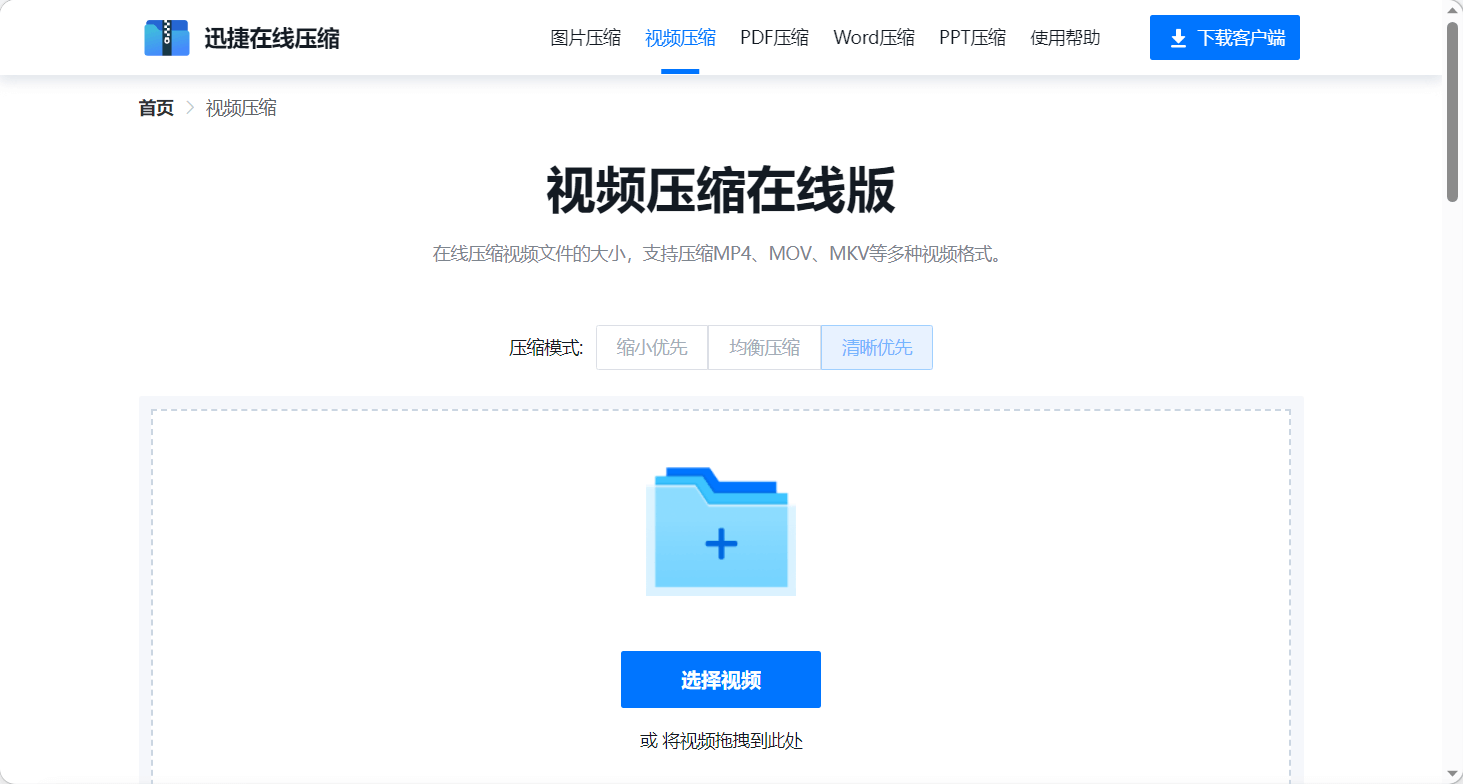 迅捷在线压缩 图片压缩 视频压缩 PDF压缩 Word压缩 PPT压缩 使用帮助 下载客户端
首页 > 视频压缩
视频压缩在线版
在线压缩视频文件的大小，支持压缩MP4、MOV、MKV等多种视频格式。
压缩模式: 缩小优先 均衡压缩 清晰优先
选择视频
或 将视频拖拽到此处